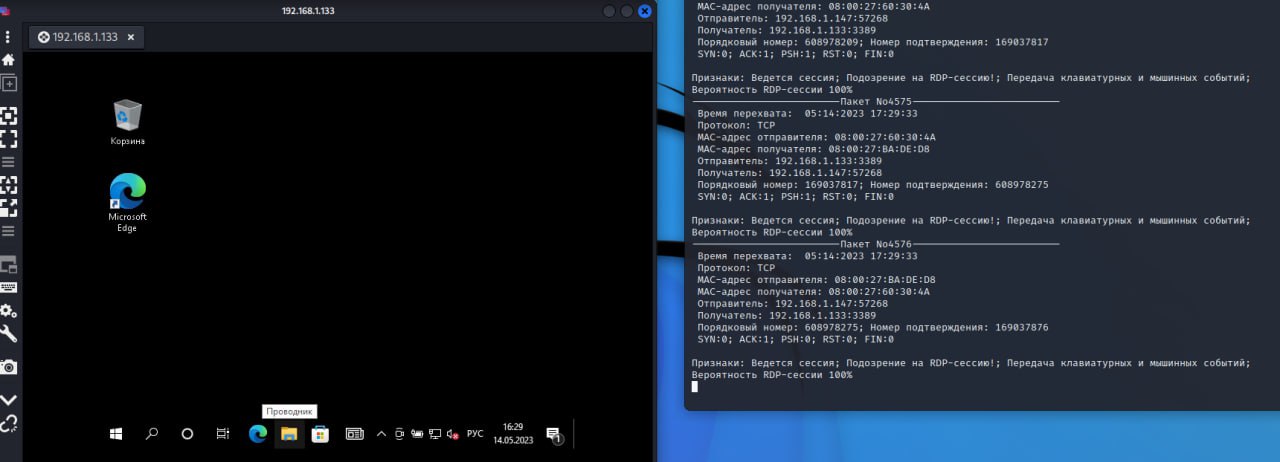 192.168.1.133
192.168.1.133
Корзина
Microsoft
Edge
Проводник
РУС
16:29
14.05.2023
1
MAC-адрес получателя: 08:00:27:60:30:4A
Отправитель: 192.168.1.147:57268
Получатель: 192.168.1.133:3389
Порядковый номер: 608978209; Номер подтверждения: 169037817
SYN:0; ACK:1; PSH:1; RST:0; FIN:0
Признаки: Ведется сессия; Подозрение на RDP-сессию!; Передача клавиатурных и мышинных событий;
Вероятность RDP-сессии 100%
Пакет No4575
Время перехвата:  05:14:2023 17:29:33
Протокол: TCP
MAC-адрес отправителя: 08:00:27:60:30:4A
MAC-адрес получателя: 08:00:27:BA:DE:D8
Отправитель: 192.168.1.133:3389
Получатель: 192.168.1.147:57268
Порядковый номер: 169037817; Номер подтверждения: 608978275
SYN:0; ACK:1; PSH:1; RST:0; FIN:0
Признаки: Ведется сессия; Подозрение на RDP-сессию!; Передача клавиатурных и мышинных событий;
Вероятность RDP-сессии 100%
Пакет No4576
Время перехвата:  05:14:2023 17:29:33
Протокол: TCP
MAC-адрес отправителя: 08:00:27:BA:DE:D8
MAC-адрес получателя: 08:00:27:60:30:4A
Отправитель: 192.168.1.147:57268
Получатель: 192.168.1.133:3389
Порядковый номер: 608978275; Номер подтверждения: 169037876
SYN:0; ACK:1; PSH:0; RST:0; FIN:0
Признаки: Ведется сессия; Подозрение на RDP-сессию!; Передача клавиатурных и мышинных событий;
Вероятность RDP-сессии 100%